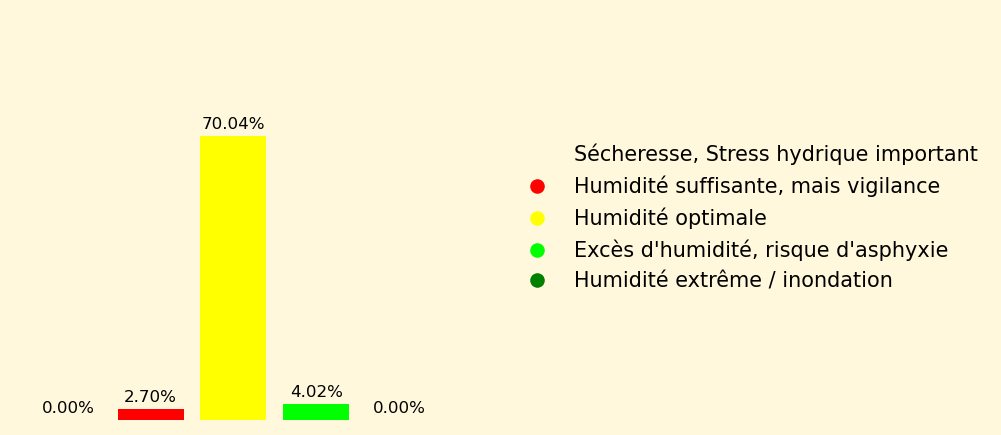 70.04%
0.00%
2.70%
4.02%
0.00%
Sécheresse, Stress hydrique important
Humidité suffisante, mais vigilance
Humidité optimale
Excès d'humidité, risque d'asphyxie
Humidité extrême / inondation